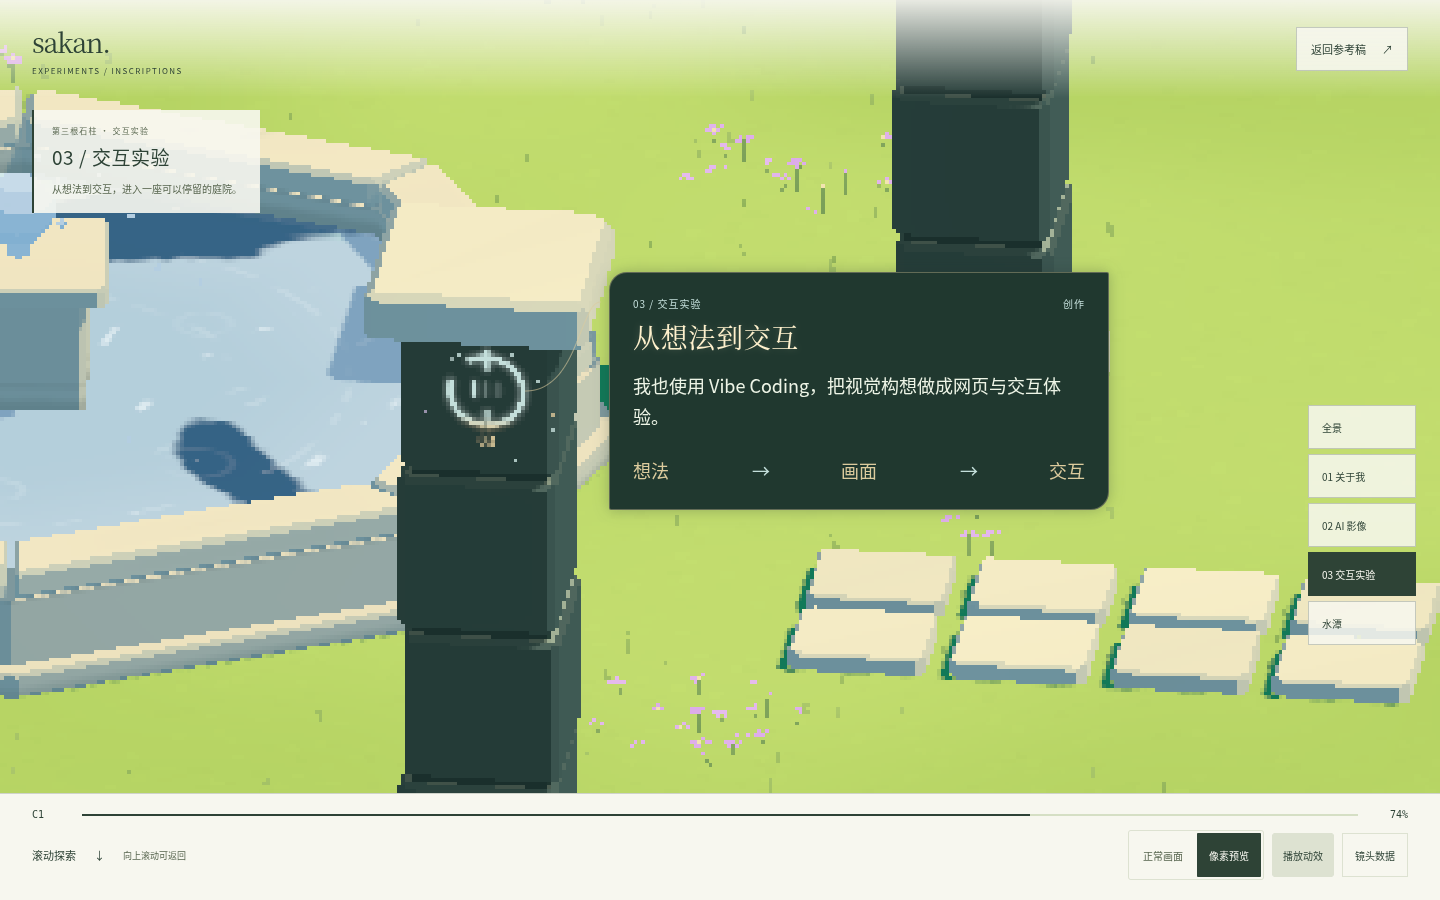 sakan.
EXPERIMENTS / INSCRIPTIONS
返回参考稿 ↗
第三根石柱 · 交互实验
03 / 交互实验
从想法到交互，进入一座可以停留的庭院。
03 / 交互实验
创作
从想法到交互
我也使用 Vibe Coding，把视觉构想做成网页与交互体
验。
想法 → 画面 → 交互
全景
01 关于我
02 AI 影像
03 交互实验
水潭
C1
74%
滚动探索 ↓ 向上滚动可返回
正常画面
像素预览
播放动效
镜头数据